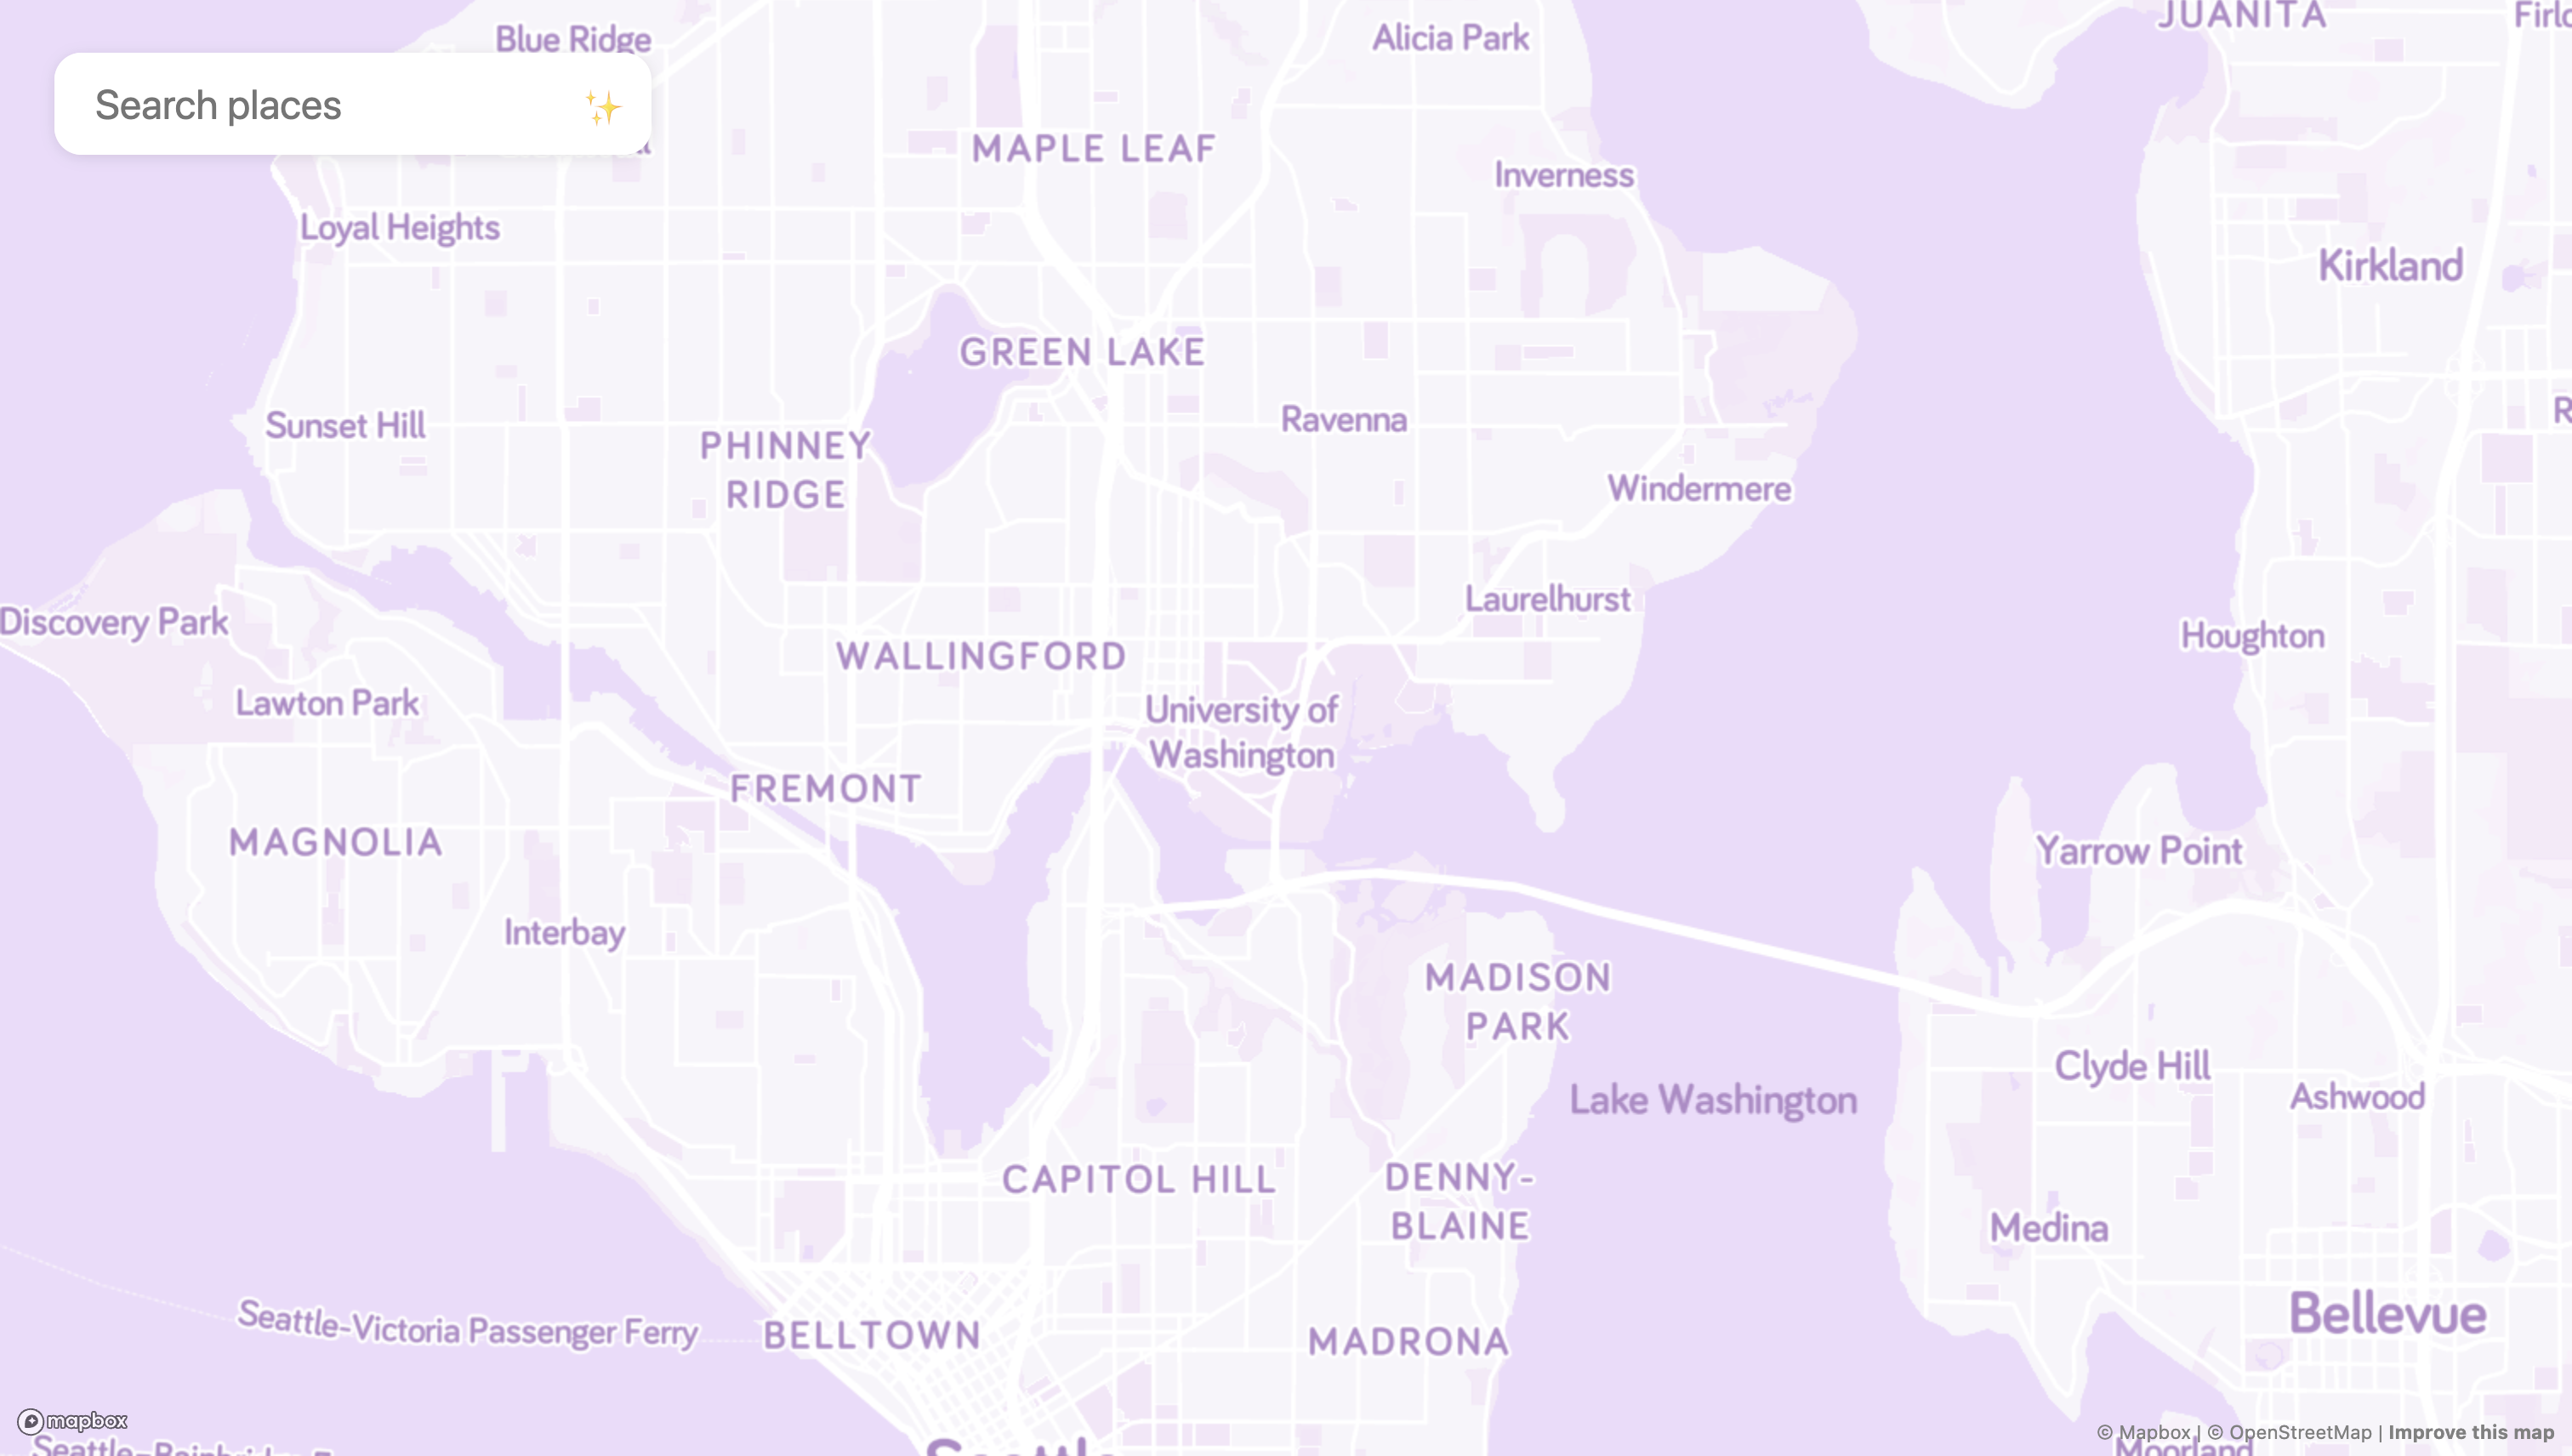 Blue Ridge
Alicia Park
JUANITA
Search places ✨
MAPLE LEAF
Inverness
Loyal Heights
Kirkland
GREEN LAKE
Sunset Hill
Ravenna
PHINNEY
RIDGE
Windermere
Discovery Park
Laurelhurst
Houghton
WALLINGFORD
Lawton Park
University of
Washington
FREMONT
MAGNOLIA
Yarrow Point
Interbay
MADISON
PARK
Clyde Hill
Lake Washington
Ashwood
CAPITOL HILL
DENNY-
BLAINE
Medina
Seattle-Victoria Passenger Ferry
BELLTOWN
MADRONA
Bellevue
mapbox
© Mapbox | © OpenStreetMap | Improve this map
Seattle
Moorland